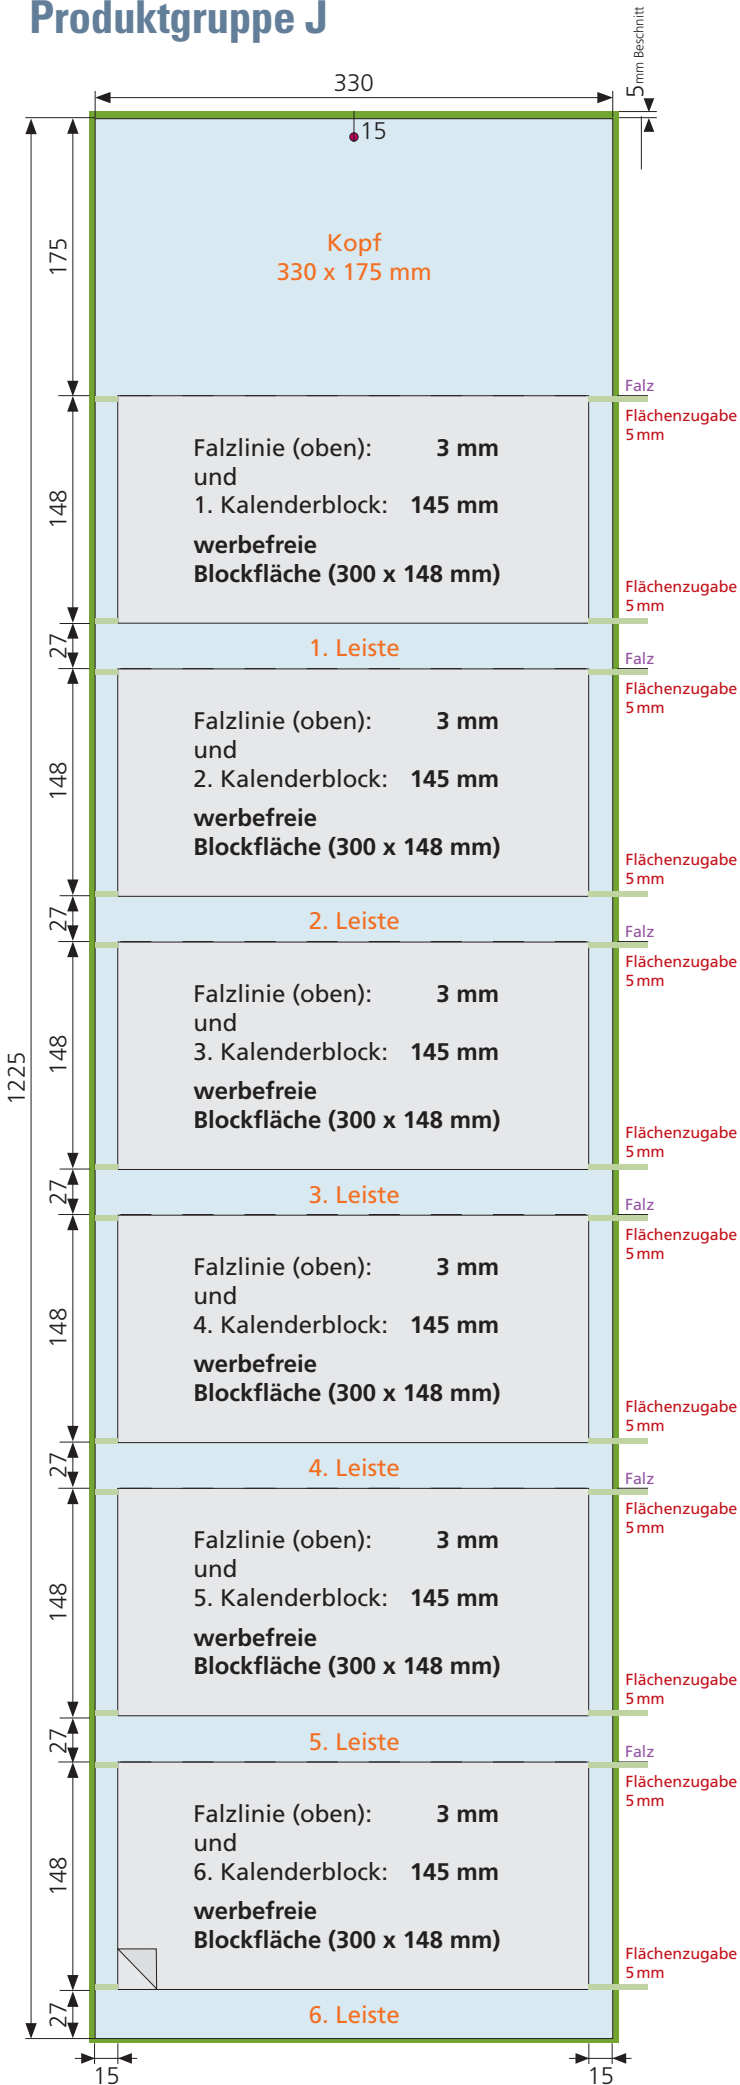 Produktgruppe J
5 mm Beschnitt
330
15
175
Kopf
330 x 175 mm
Falz
Flächenzugabe
5 mm
148
Falzlinie (oben): 3 mm
und
1. Kalenderblock: 145 mm
werbefreie
Blockfläche (300 x 148 mm)
Flächenzugabe
5 mm
27
1. Leiste
Falz
Flächenzugabe
5 mm
148
Falzlinie (oben): 3 mm
und
2. Kalenderblock: 145 mm
werbefreie
Blockfläche (300 x 148 mm)
Flächenzugabe
5 mm
27
2. Leiste
Falz
Flächenzugabe
5 mm
1225
148
Falzlinie (oben): 3 mm
und
3. Kalenderblock: 145 mm
werbefreie
Blockfläche (300 x 148 mm)
Flächenzugabe
5 mm
27
3. Leiste
Falz
Flächenzugabe
5 mm
148
Falzlinie (oben): 3 mm
und
4. Kalenderblock: 145 mm
werbefreie
Blockfläche (300 x 148 mm)
Flächenzugabe
5 mm
27
4. Leiste
Falz
Flächenzugabe
5 mm
148
Falzlinie (oben): 3 mm
und
5. Kalenderblock: 145 mm
werbefreie
Blockfläche (300 x 148 mm)
Flächenzugabe
5 mm
27
5. Leiste
Falz
Flächenzugabe
5 mm
148
Falzlinie (oben): 3 mm
und
6. Kalenderblock: 145 mm
werbefreie
Blockfläche (300 x 148 mm)
Flächenzugabe
5 mm
27
6. Leiste
15
15